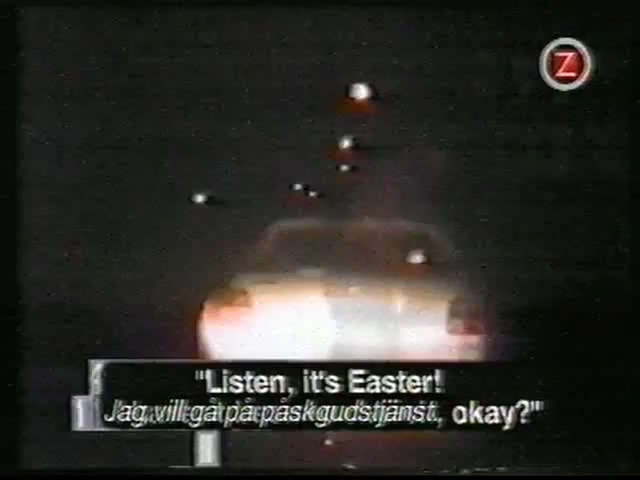 Z
"Listen, it's Easter!
Jag vill gå på påskgudstjänst, okay?"